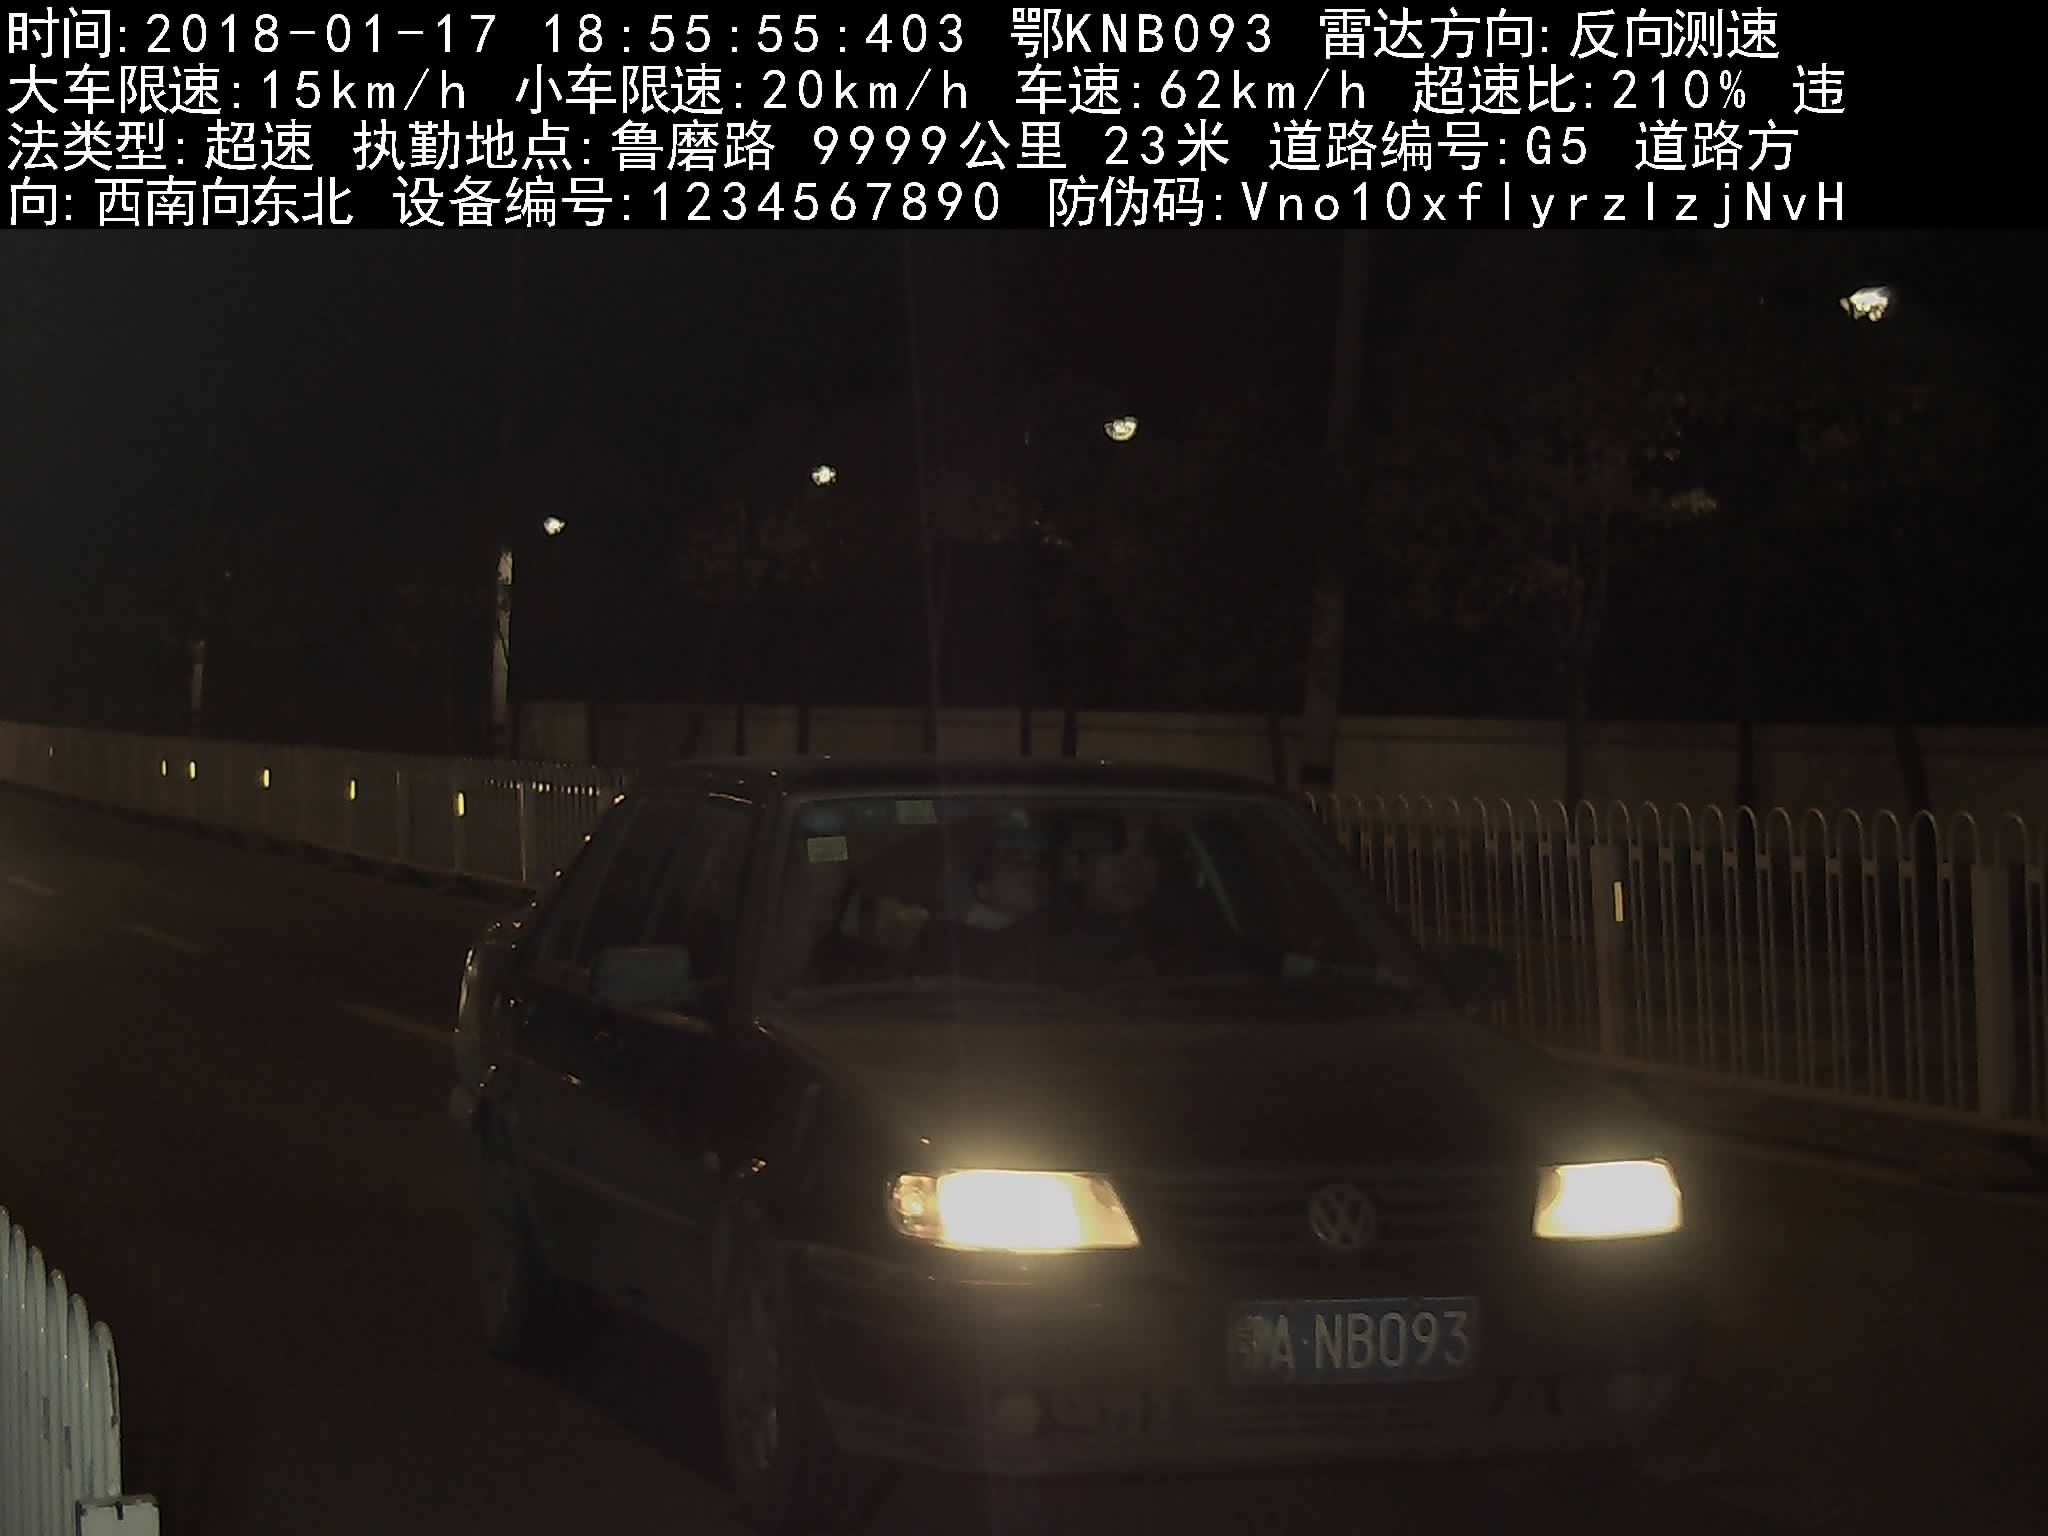 时间:2018-01-17 18:55:55:403 鄂KNB093 雷达方向:反向测速
大车限速:15km/h 小车限速:20km/h 车速:62km/h 超速比:210% 违
法类型:超速 执勤地点:鲁磨路 9999公里 23米 道路编号:G5 道路方
向:西南向东北 设备编号:1234567890 防伪码:Vno10xflyrzlzjNvH
鄂A·NB093